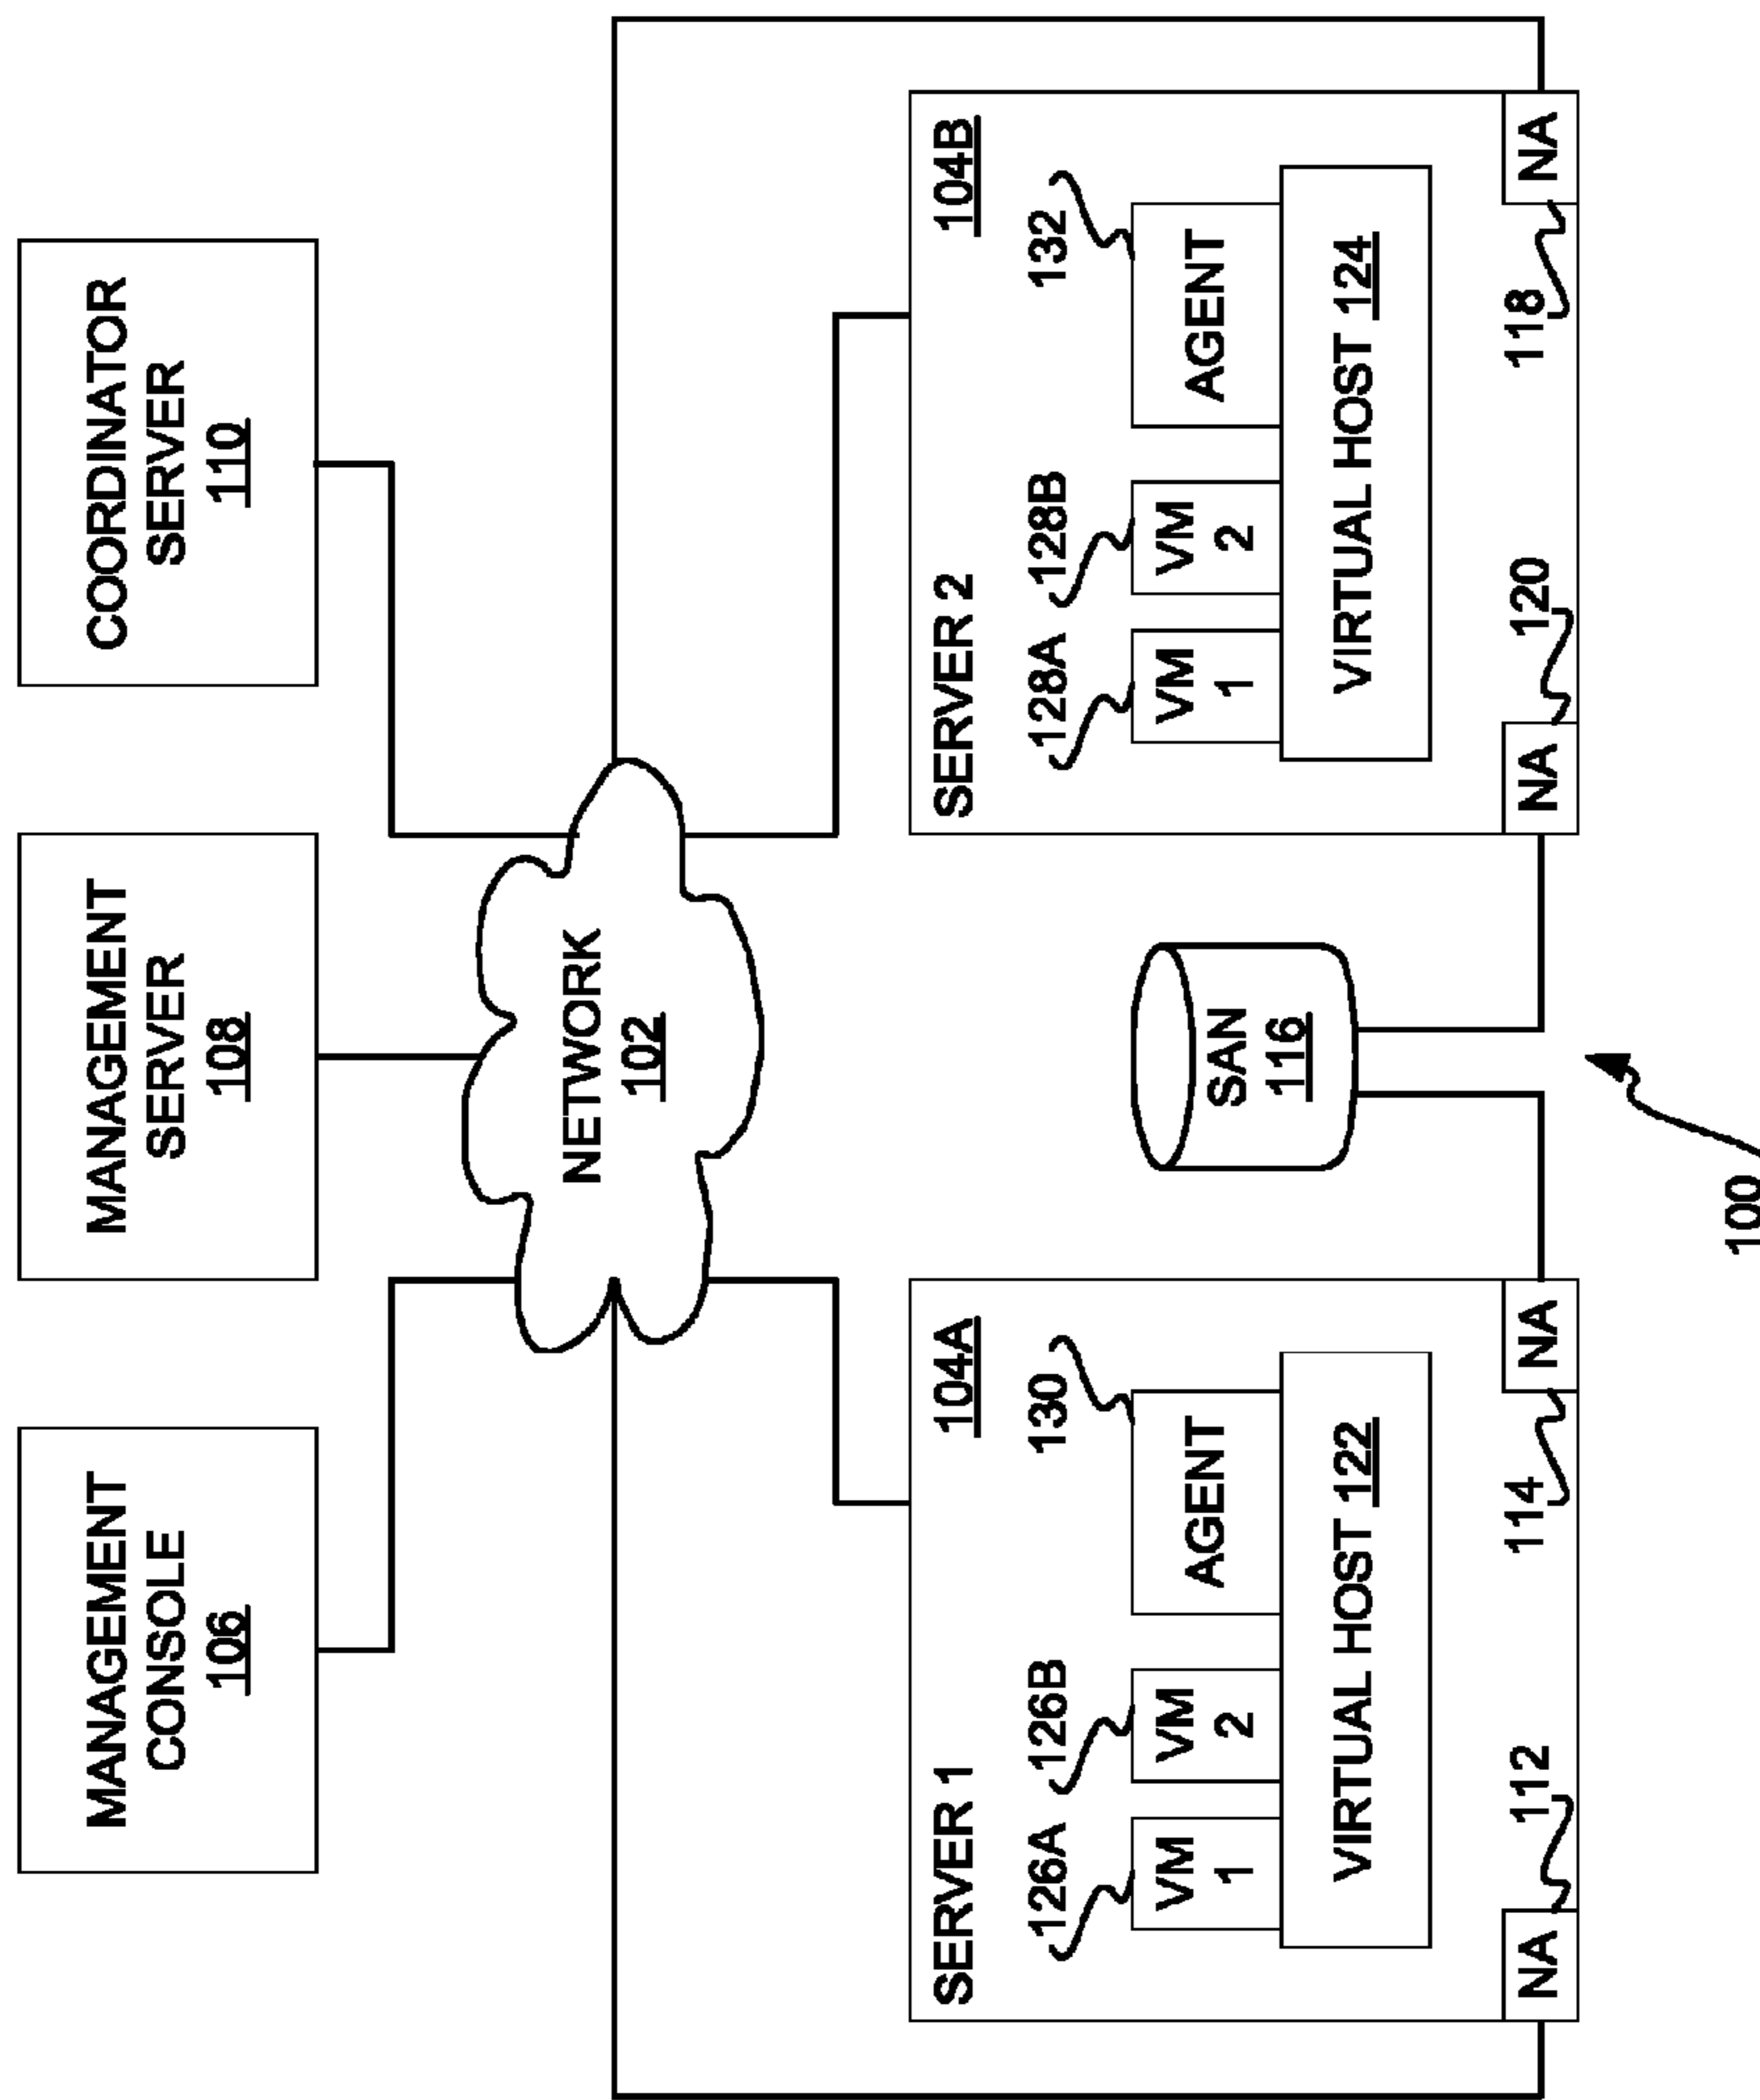 MANAGEMENT
CONSOLE
106
MANAGEMENT
SERVER
108
COORDINATOR
SERVER
110
NETWORK
102
SERVER 1
104A
126A
126B
130
VM
1
VM
2
AGENT
VIRTUAL HOST 122
112
114
NA
NA
SAN
116
SERVER 2
104B
128A
128B
132
VM
1
VM
2
AGENT
VIRTUAL HOST 124
120
118
NA
NA
100